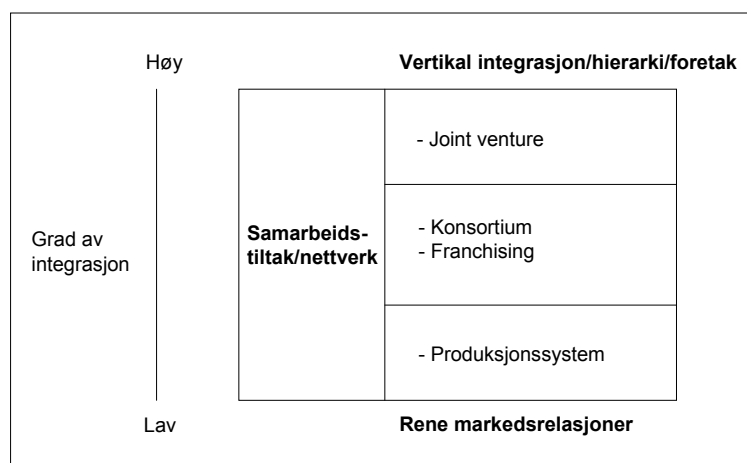 Høy
Vertikal integrasjon/hierarki/foretak
- Joint venture
Grad av
integrasjon
Samarbeids-
tiltak/nettverk
- Konsortium
- Franchising
- Produksjonssystem
Lav
Rene markedsrelasjoner